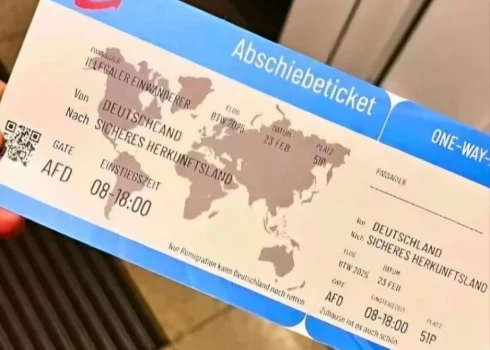 Abschiebeticket
PASSAGIER
ILLEGALER EINWANDERER
Von DEUTSCHLAND
Nach SICHERES HERKUNFTSLAND
FLUG
BTW 2025
DATUM
23 FEB
PLATZ
51P
GATE
AFD
EINSTIEGSZEIT
08-18:00
Nur Remigration kann Deutschland noch retten
ONE-WAY-
PASSAGIER
Von DEUTSCHLAND
Nach SICHERES HERKUNFTSLAND
FLUG
BTW 2025
DATUM
23 FEB
GATE
AFD
EINSTIEGSZEIT
08-18:00
PLATZ
51P
Zuhause ist es auch schön